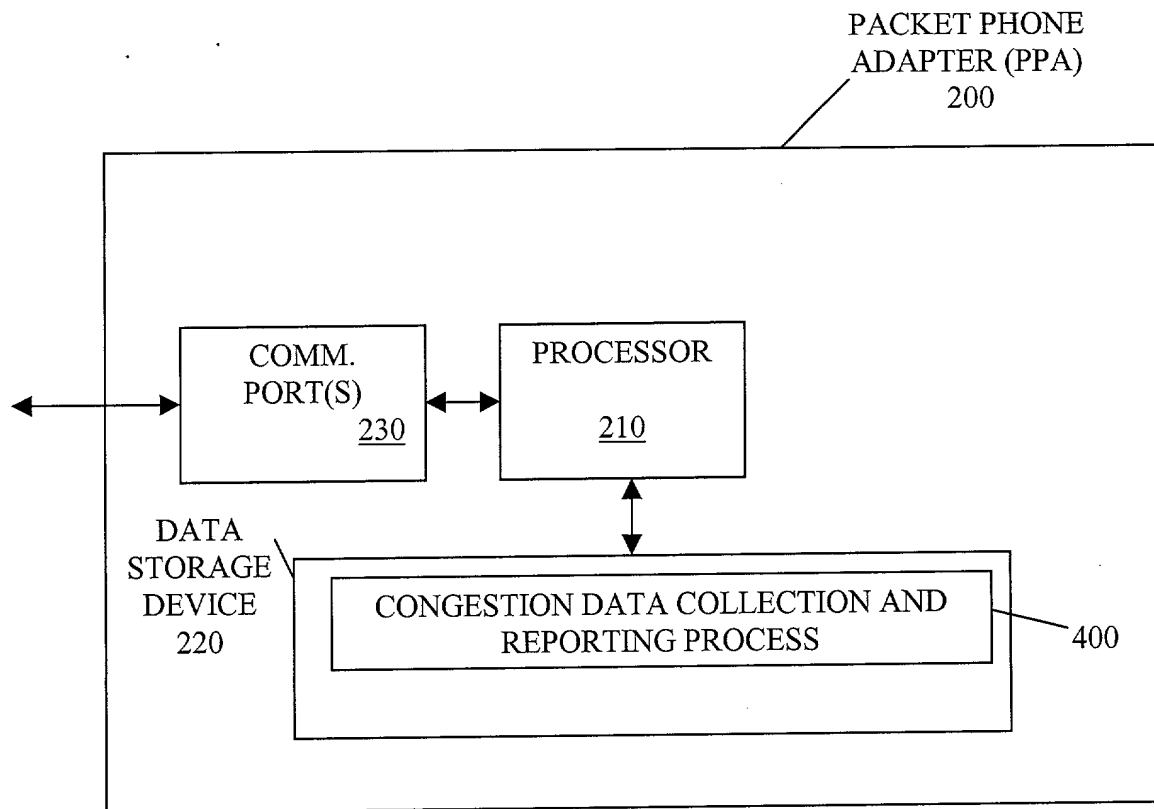 PACKET PHONE
ADAPTER (PPA)
200
COMM.
PORT(S)
230
PROCESSOR
210
DATA
STORAGE
DEVICE
220
CONGESTION DATA COLLECTION AND
REPORTING PROCESS
400